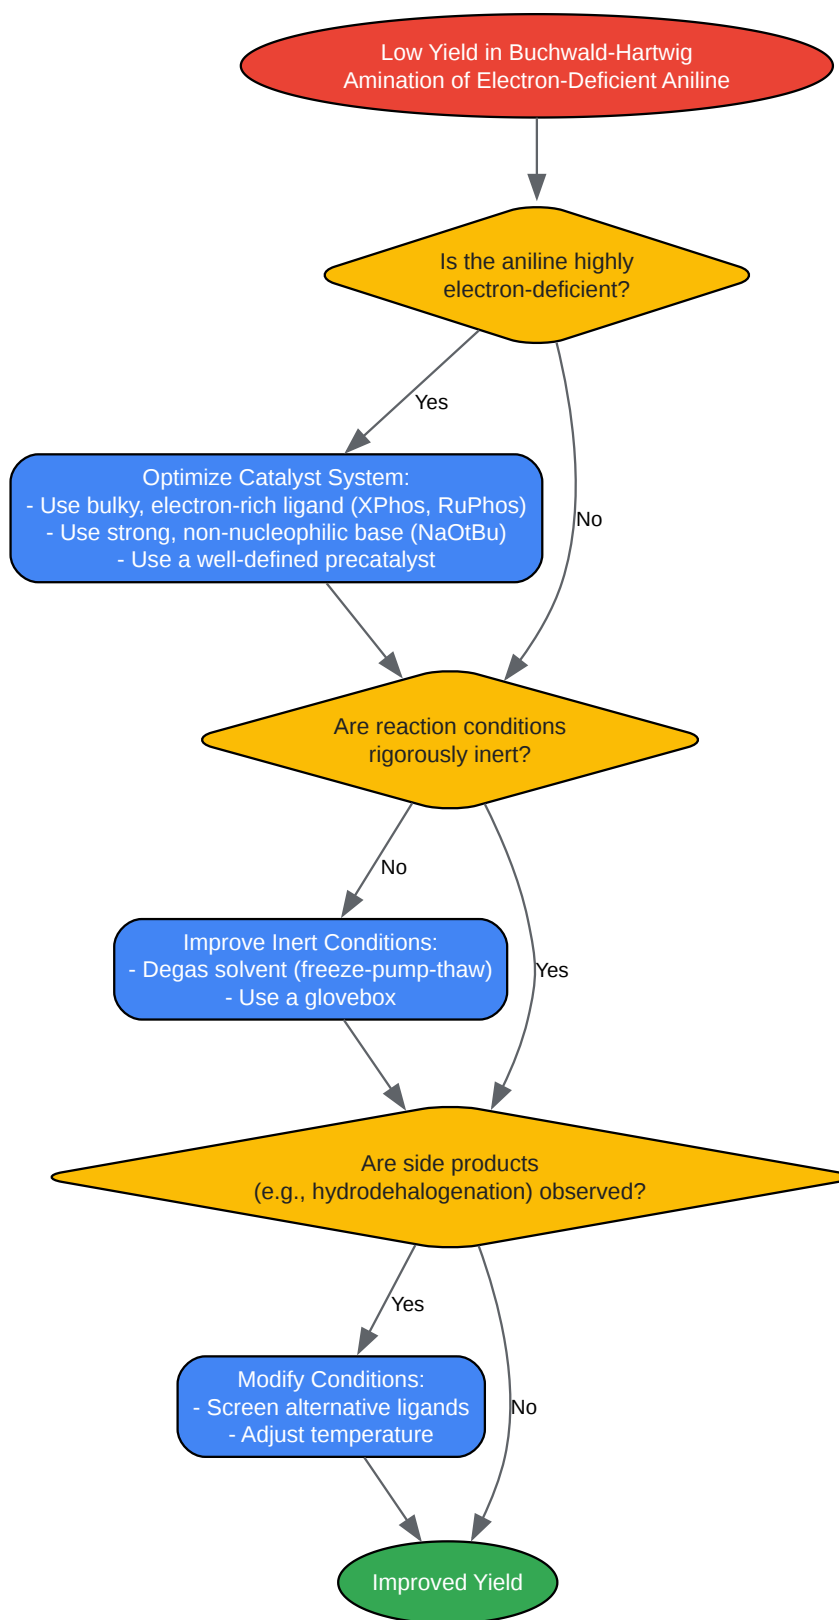 Low Yield in Buchwald-Hartwig
Amination of Electron-Deficient Aniline
Is the aniline highly
electron-deficient?
Yes
No
Optimize Catalyst System:
- Use bulky, electron-rich ligand (XPhos, RuPhos)
- Use strong, non-nucleophilic base (NaOtBu)
- Use a well-defined precatalyst
Are reaction conditions
rigorously inert?
No
Yes
Improve Inert Conditions:
- Degas solvent (freeze-pump-thaw)
- Use a glovebox
Are side products
(e.g., hydrodehalogenation) observed?
Yes
No
Modify Conditions:
- Screen alternative ligands
- Adjust temperature
Improved Yield